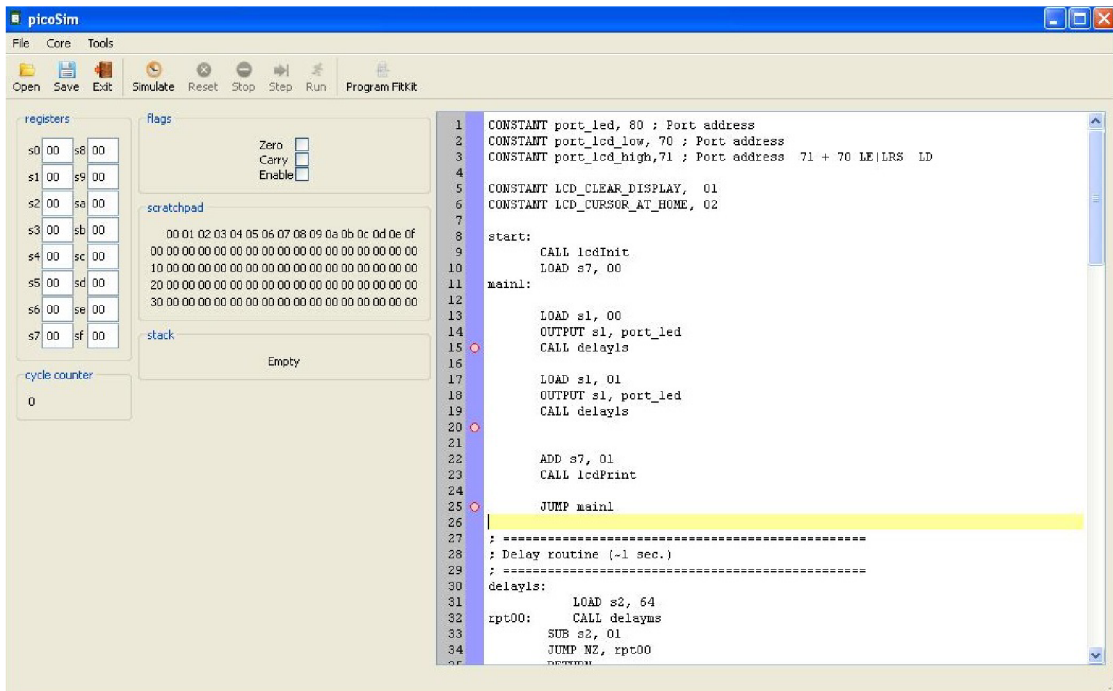 picoSim
File Core Tools
Open Save Exit Simulate Reset Stop Step Run Program FitKit
registers
s0 00 s8 00
s1 00 s9 00
s2 00 sa 00
s3 00 sb 00
s4 00 sc 00
s5 00 sd 00
s6 00 se 00
s7 00 sf 00
cycle counter
0
flags
Zero
Carry
Enable
scratchpad
00 01 02 03 04 05 06 07 08 09 0a 0b 0c 0d 0e 0f
00 00 00 00 00 00 00 00 00 00 00 00 00 00 00 00 00
10 00 00 00 00 00 00 00 00 00 00 00 00 00 00 00 00
20 00 00 00 00 00 00 00 00 00 00 00 00 00 00 00 00
30 00 00 00 00 00 00 00 00 00 00 00 00 00 00 00 00
stack
Empty
1 CONSTANT port_led, 80 ; Port address
2 CONSTANT port_lcd_low, 70 ; Port address
3 CONSTANT port_lcd_high,71 ; Port address 71 + 70 LE|LRS LD
4
5 CONSTANT LCD_CLEAR_DISPLAY, 01
6 CONSTANT LCD_CURSOR_AT_HOME, 02
7
8 start:
9 CALL lcdInit
10 LOAD s7, 00
11 main1:
12
13 LOAD s1, 00
14 OUTPUT s1, port_led
15 CALL delay1s
16
17 LOAD s1, 01
18 OUTPUT s1, port_led
19 CALL delay1s
20
21
22 ADD s7, 01
23 CALL lcdPrint
24
25 JUMP main1
26
27 ; =================================================
28 ; Delay routine (~1 sec.)
29 ; =================================================
30 delay1s:
31 LOAD s2, 64
32 rpt00: CALL delayms
33 SUB s2, 01
34 JUMP NZ, rpt00
35 RETURN